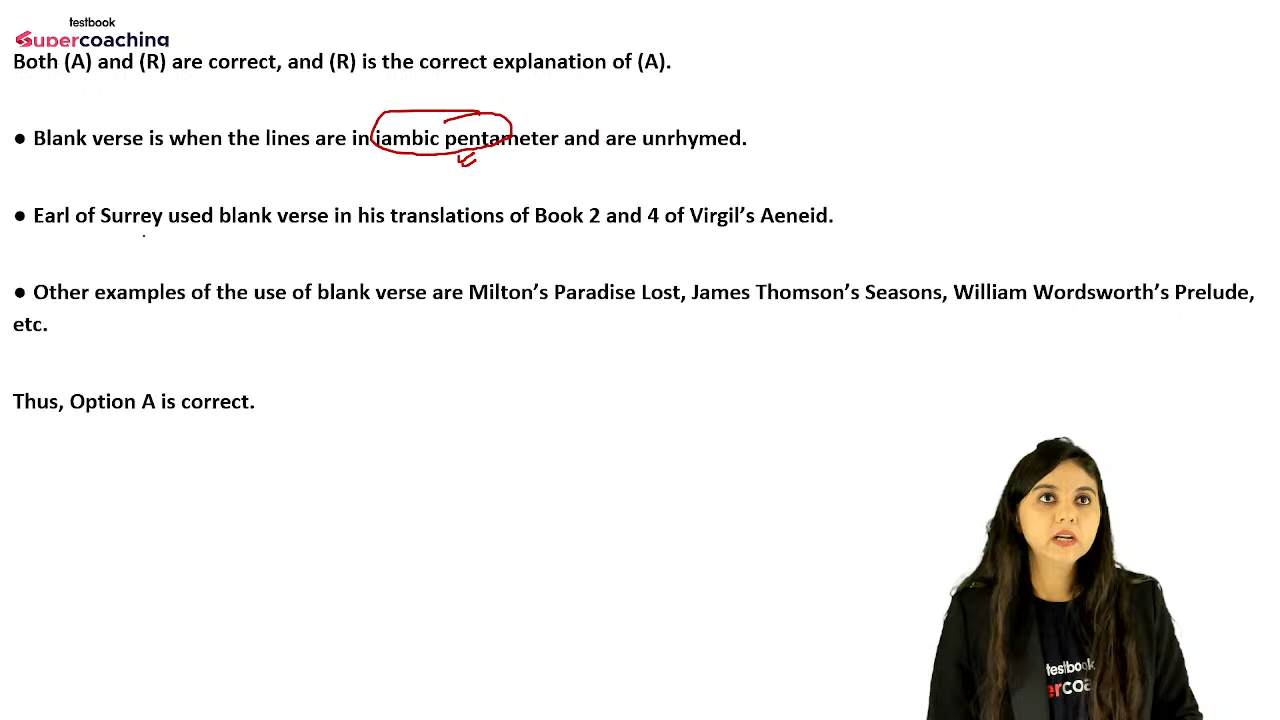 testbook
Supercoaching
Both (A) and (R) are correct, and (R) is the correct explanation of (A).
● Blank verse is when the lines are in iambic pentameter and are unrhymed.
● Earl of Surrey used blank verse in his translations of Book 2 and 4 of Virgil’s Aeneid.
● Other examples of the use of blank verse are Milton’s Paradise Lost, James Thomson’s Seasons, William Wordsworth’s Prelude,
etc.
Thus, Option A is correct.
testbook
ercoa